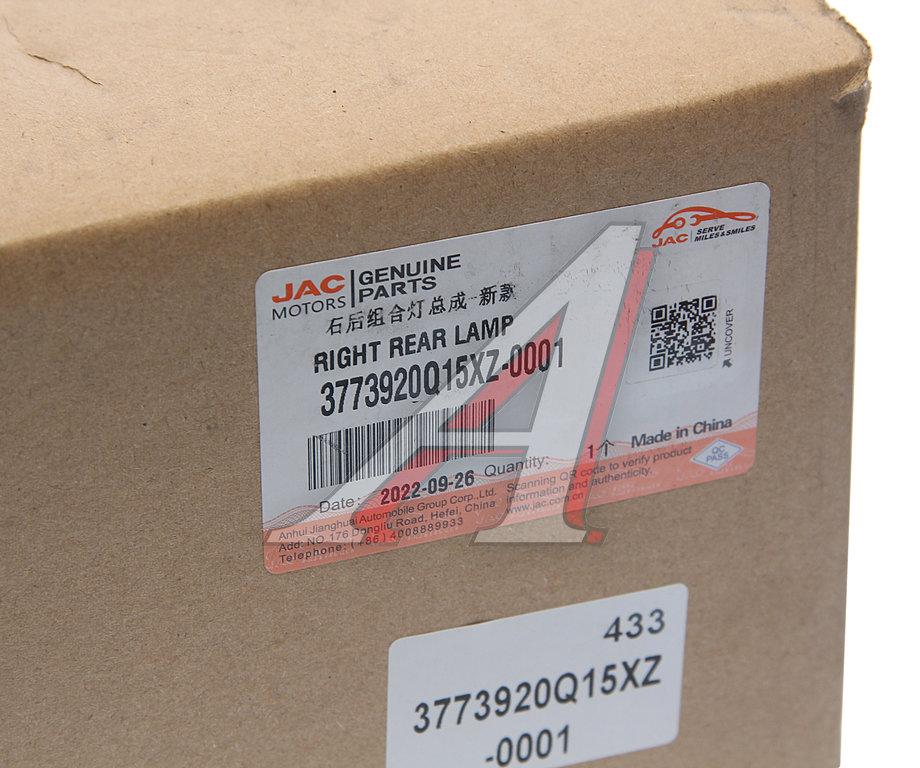 JAC MOTORS
GENUINE PARTS
JAC
SERVE
MILES&SMILES
石后组合灯总成 新款
RIGHT REAR LAMP
3773920Q15XZ-0001
UNCOVER
Date: 2022-09-26 Quantity: 1个 Made in China
QC PASS
Anhui Jianghuai Automobile Group Corp.,Ltd.
Add: NO.176 Dongliu Road, Hefei, China
Telephone: (+86) 4008889933
Scanning QR code to verify product
information and authenticity.
www.jac.com.cn
433
3773920Q15XZ
-0001